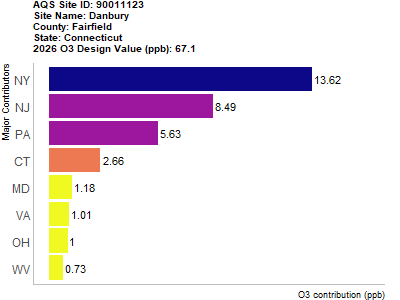 AQS Site ID: 90011123
Site Name: Danbury
County: Fairfield
State: Connecticut
2026 O3 Design Value (ppb): 67.1
Major Contributors
NY 13.62
NJ 8.49
PA 5.63
CT 2.66
MD 1.18
VA 1.01
OH 1
WV 0.73
O3 contribution (ppb)